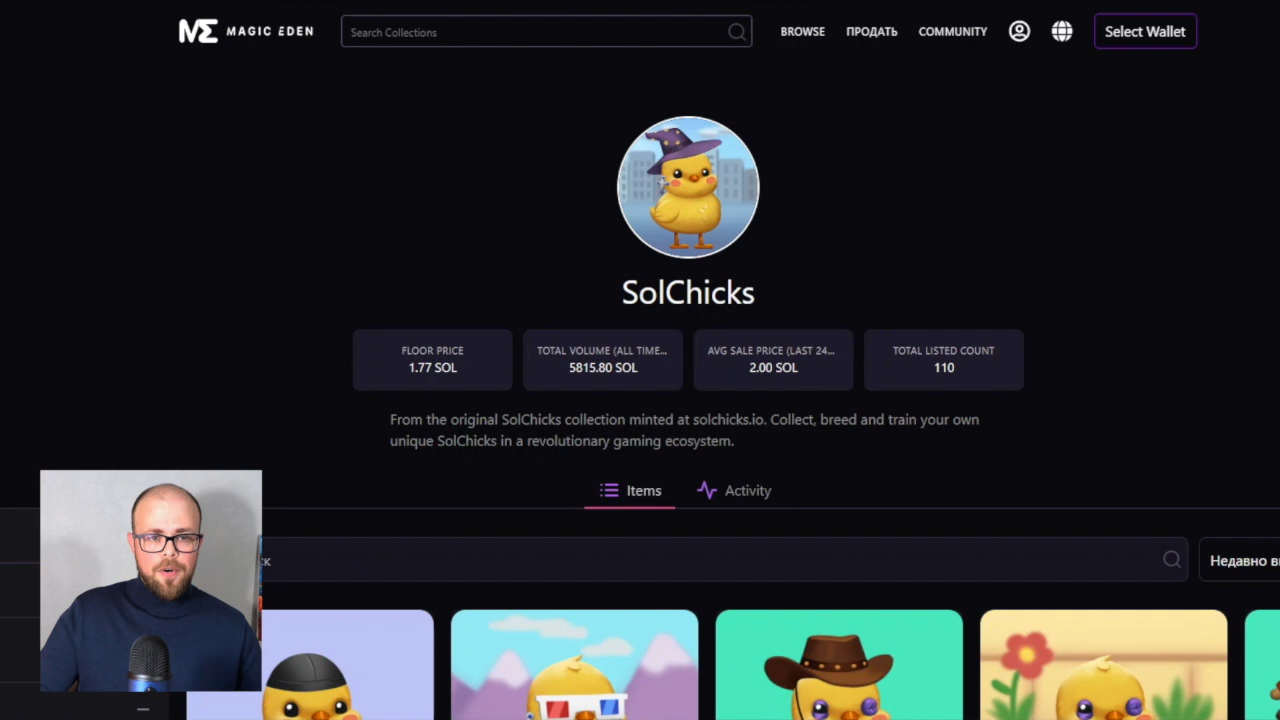 MAGIC EDEN
Search Collections
BROWSE
ПРОДАТЬ
COMMUNITY
Select Wallet
SolChicks
FLOOR PRICE
1.77 SOL
TOTAL VOLUME (ALL TIME...
5815.80 SOL
AVG SALE PRICE (LAST 24...
2.00 SOL
TOTAL LISTED COUNT
110
From the original SolChicks collection minted at solchicks.io. Collect, breed and train your own
unique SolChicks in a revolutionary gaming ecosystem.
Items
Activity
Недавно